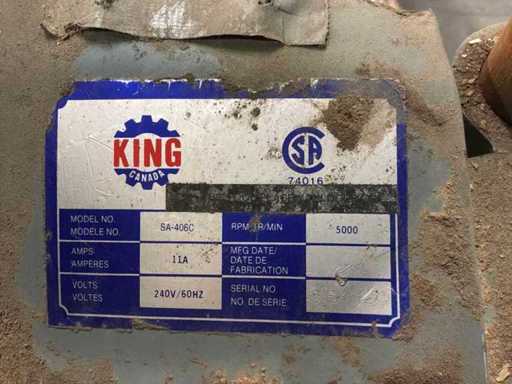 KING
CANADA
CSA
74016
MODEL NO. SA-406C RPM TR/MIN 5000
MODELE NO.
AMPS 11A MFG DATE/
AMPERES DATE DE
FABRICATION
VOLTS 240V/60HZ SERIAL NO.
VOLTES NO. DE SERIE